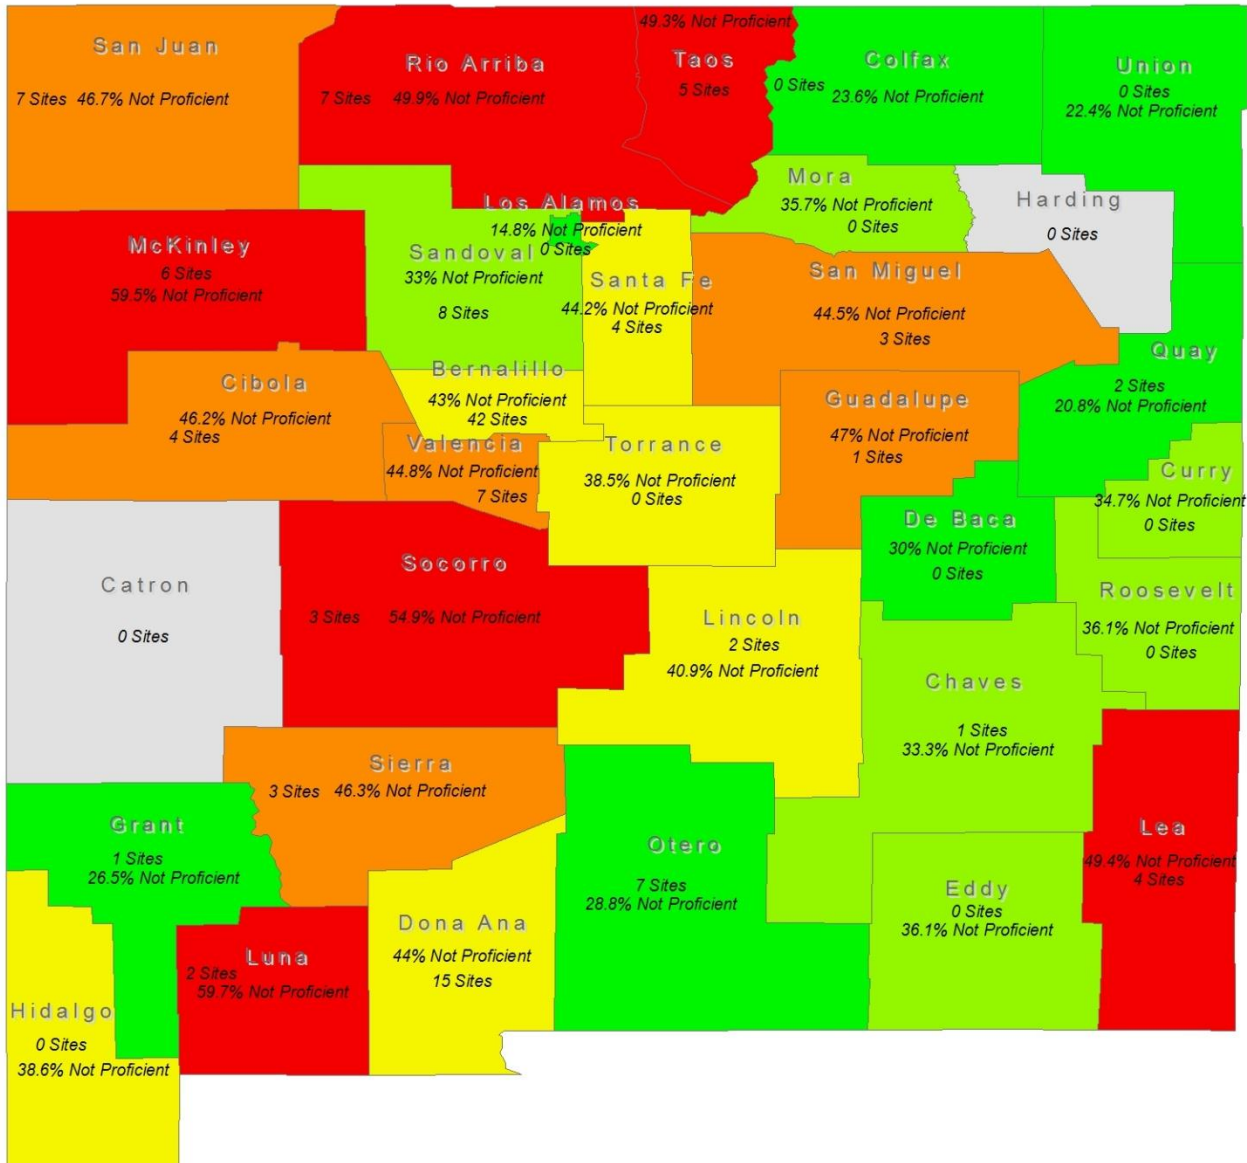 San Juan
7 Sites 46.7% Not Proficient
Rio Arriba
7 Sites 49.9% Not Proficient
49.3% Not Proficient
Taos
5 Sites
Colfax
0 Sites
23.6% Not Proficient
Union
0 Sites
22.4% Not Proficient
Mora
35.7% Not Proficient
0 Sites
Harding
0 Sites
Los Alamos
14.8% Not Proficient
0 Sites
McKinley
6 Sites
59.5% Not Proficient
Sandoval
33% Not Proficient
8 Sites
Santa Fe
44.2% Not Proficient
4 Sites
San Miguel
44.5% Not Proficient
3 Sites
Quay
2 Sites
20.8% Not Proficient
Cibola
46.2% Not Proficient
4 Sites
Bernalillo
43% Not Proficient
42 Sites
Guadalupe
47% Not Proficient
1 Sites
Valencia
44.8% Not Proficient
7 Sites
Torrance
38.5% Not Proficient
0 Sites
Curry
34.7% Not Proficient
0 Sites
De Baca
30% Not Proficient
0 Sites
Catron
0 Sites
Socorro
3 Sites 54.9% Not Proficient
Lincoln
2 Sites
40.9% Not Proficient
Roosevelt
36.1% Not Proficient
0 Sites
Chaves
1 Sites
33.3% Not Proficient
Sierra
3 Sites 46.3% Not Proficient
Grant
1 Sites
26.5% Not Proficient
Otero
7 Sites
28.8% Not Proficient
Lea
49.4% Not Proficient
4 Sites
Eddy
0 Sites
36.1% Not Proficient
Dona Ana
44% Not Proficient
15 Sites
Luna
2 Sites
59.7% Not Proficient
Hidalgo
0 Sites
38.6% Not Proficient